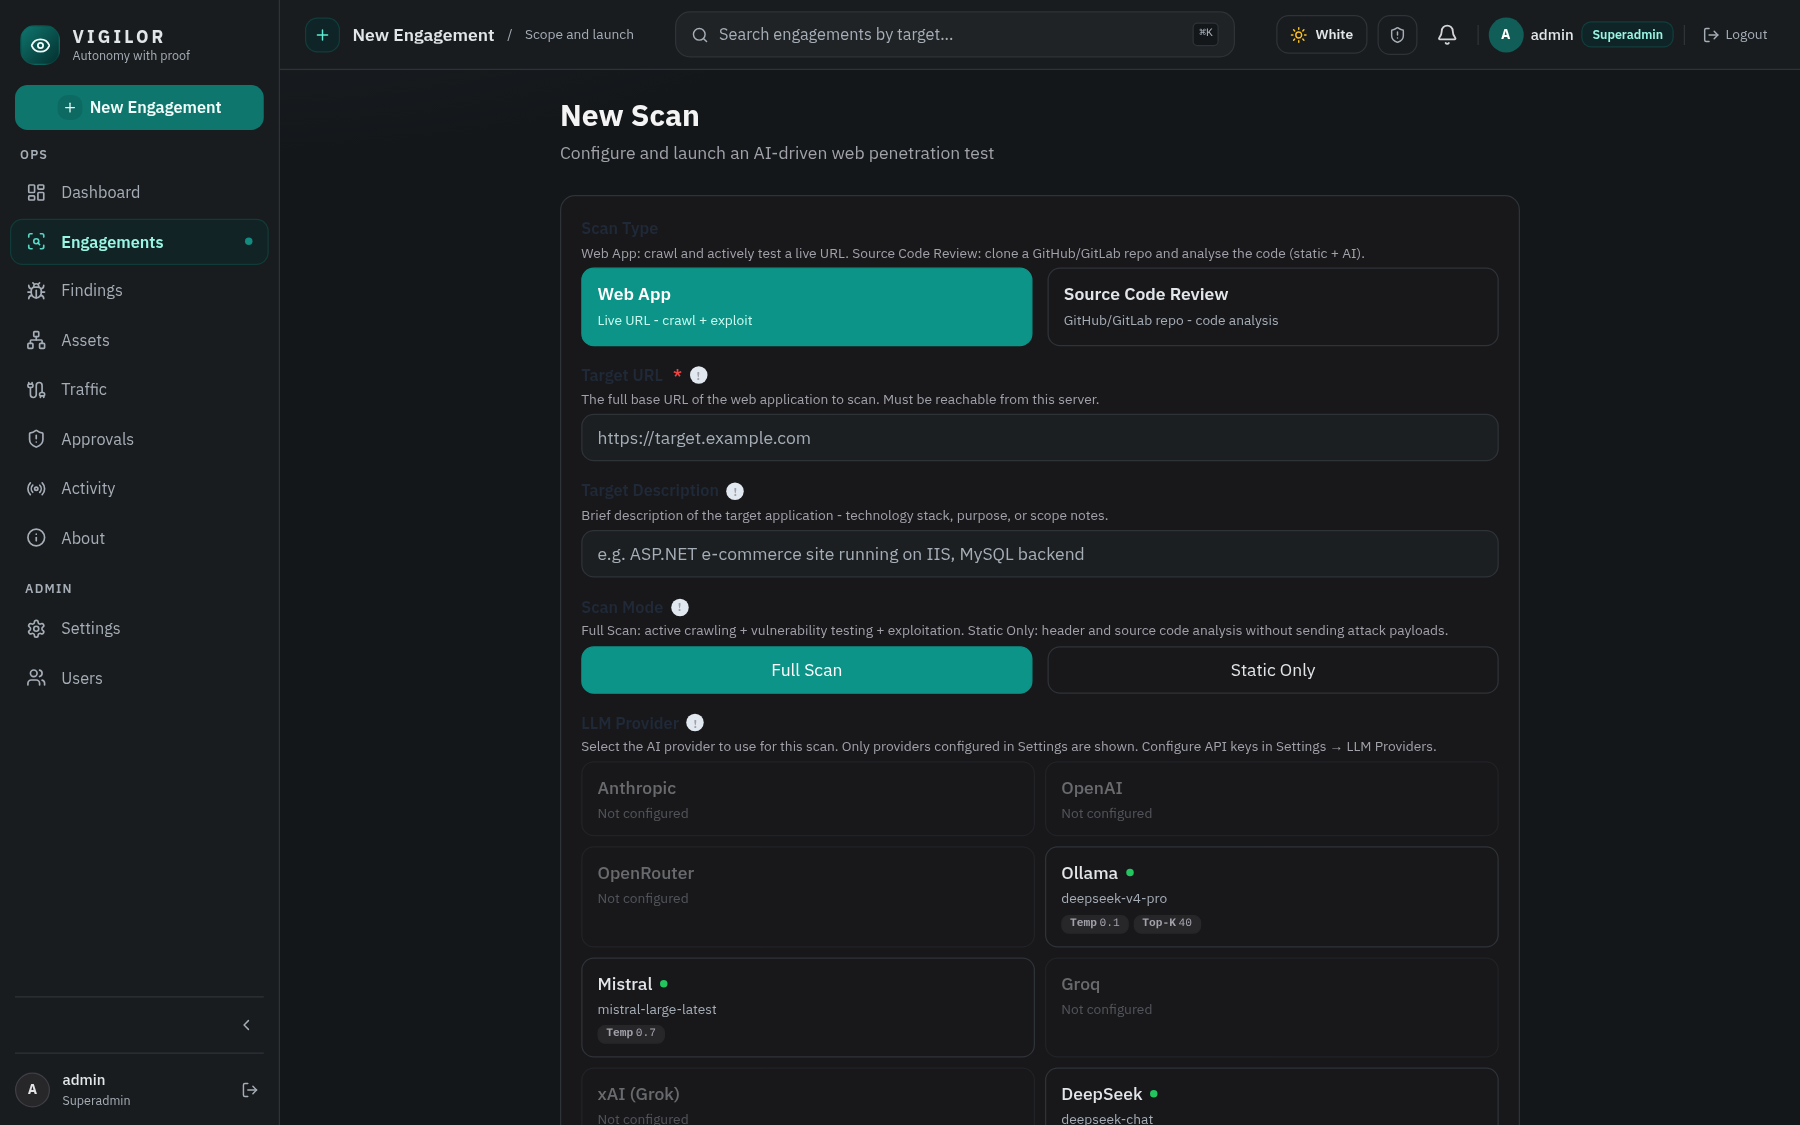 VIGILOR
Autonomy with proof
+ New Engagement
OPS
Dashboard
Engagements
Findings
Assets
Traffic
Approvals
Activity
About
ADMIN
Settings
Users
A
admin
Superadmin
+ New Engagement / Scope and launch
Search engagements by target...
⌘K
White
A admin Superadmin
Logout
New Scan
Configure and launch an AI-driven web penetration test
Scan Type
Web App: crawl and actively test a live URL. Source Code Review: clone a GitHub/GitLab repo and analyse the code (static + AI).
Web App
Live URL - crawl + exploit
Source Code Review
GitHub/GitLab repo - code analysis
Target URL * !
The full base URL of the web application to scan. Must be reachable from this server.
https://target.example.com
Target Description !
Brief description of the target application - technology stack, purpose, or scope notes.
e.g. ASP.NET e-commerce site running on IIS, MySQL backend
Scan Mode !
Full Scan: active crawling + vulnerability testing + exploitation. Static Only: header and source code analysis without sending attack payloads.
Full Scan
Static Only
LLM Provider !
Select the AI provider to use for this scan. Only providers configured in Settings are shown. Configure API keys in Settings → LLM Providers.
Anthropic
Not configured
OpenAI
Not configured
OpenRouter
Not configured
Ollama
deepseek-v4-pro
Temp 0.1 Top-K 40
Mistral
mistral-large-latest
Temp 0.7
Groq
Not configured
xAI (Grok)
Not configured
DeepSeek
deepseek-chat